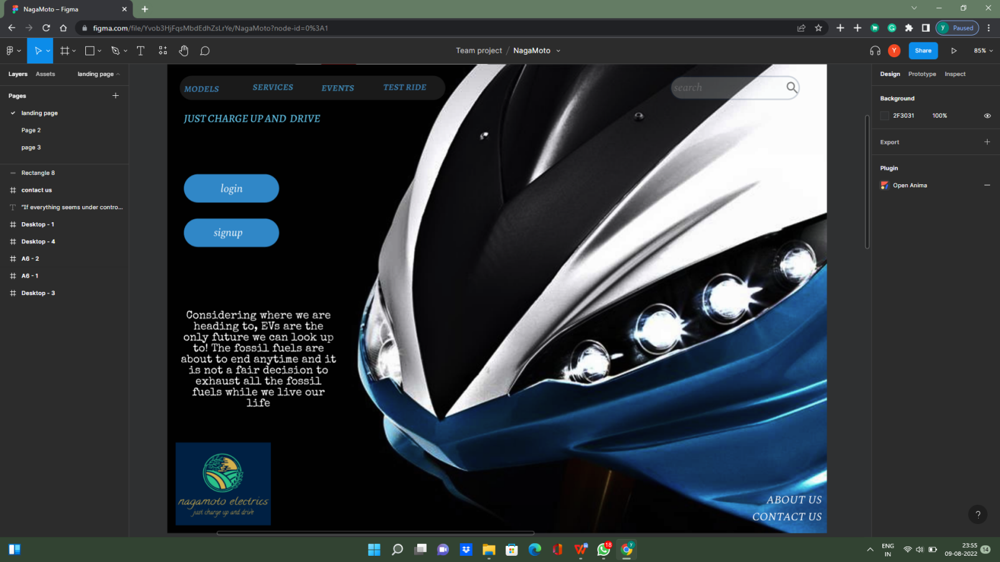 NagaMoto – Figma
figma.com/file/Yvob3HjFqsMbdEdhZsLrYe/NagaMoto?node-id=0%3A1
y Paused
Team project / NagaMoto
Y
Share
85%
Layers Assets landing page
Pages
landing page
Page 2
page 3
Rectangle 8
contact us
"If everything seems under contro...
Desktop - 1
Desktop - 4
A6 - 2
A6 - 1
Desktop - 3
MODELS SERVICES EVENTS TEST RIDE
search
JUST CHARGE UP AND DRIVE
login
signup
Considering where we are
heading to, EVs are the
only future we can look up
to! The fossil fuels are
about to end anytime and it
is not a fair decision to
exhaust all the fossil
fuels while we live our
life
nagamoto electrics
just charge up and drive
ABOUT US
CONTACT US
Design Prototype Inspect
Background
2F3031 100%
Export
Plugin
Open Anima
?
18
y
ENG
IN
23:55
09-08-2022
14